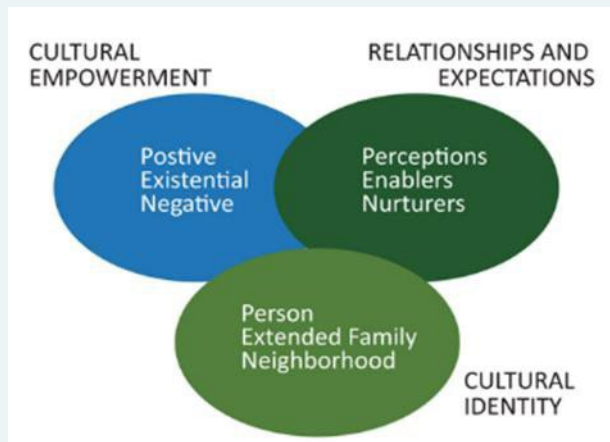 CULTURAL
EMPOWERMENT
RELATIONSHIPS AND
EXPECTATIONS
Postive
Existential
Negative
Perceptions
Enablers
Nurturers
Person
Extended Family
Neighborhood
CULTURAL
IDENTITY